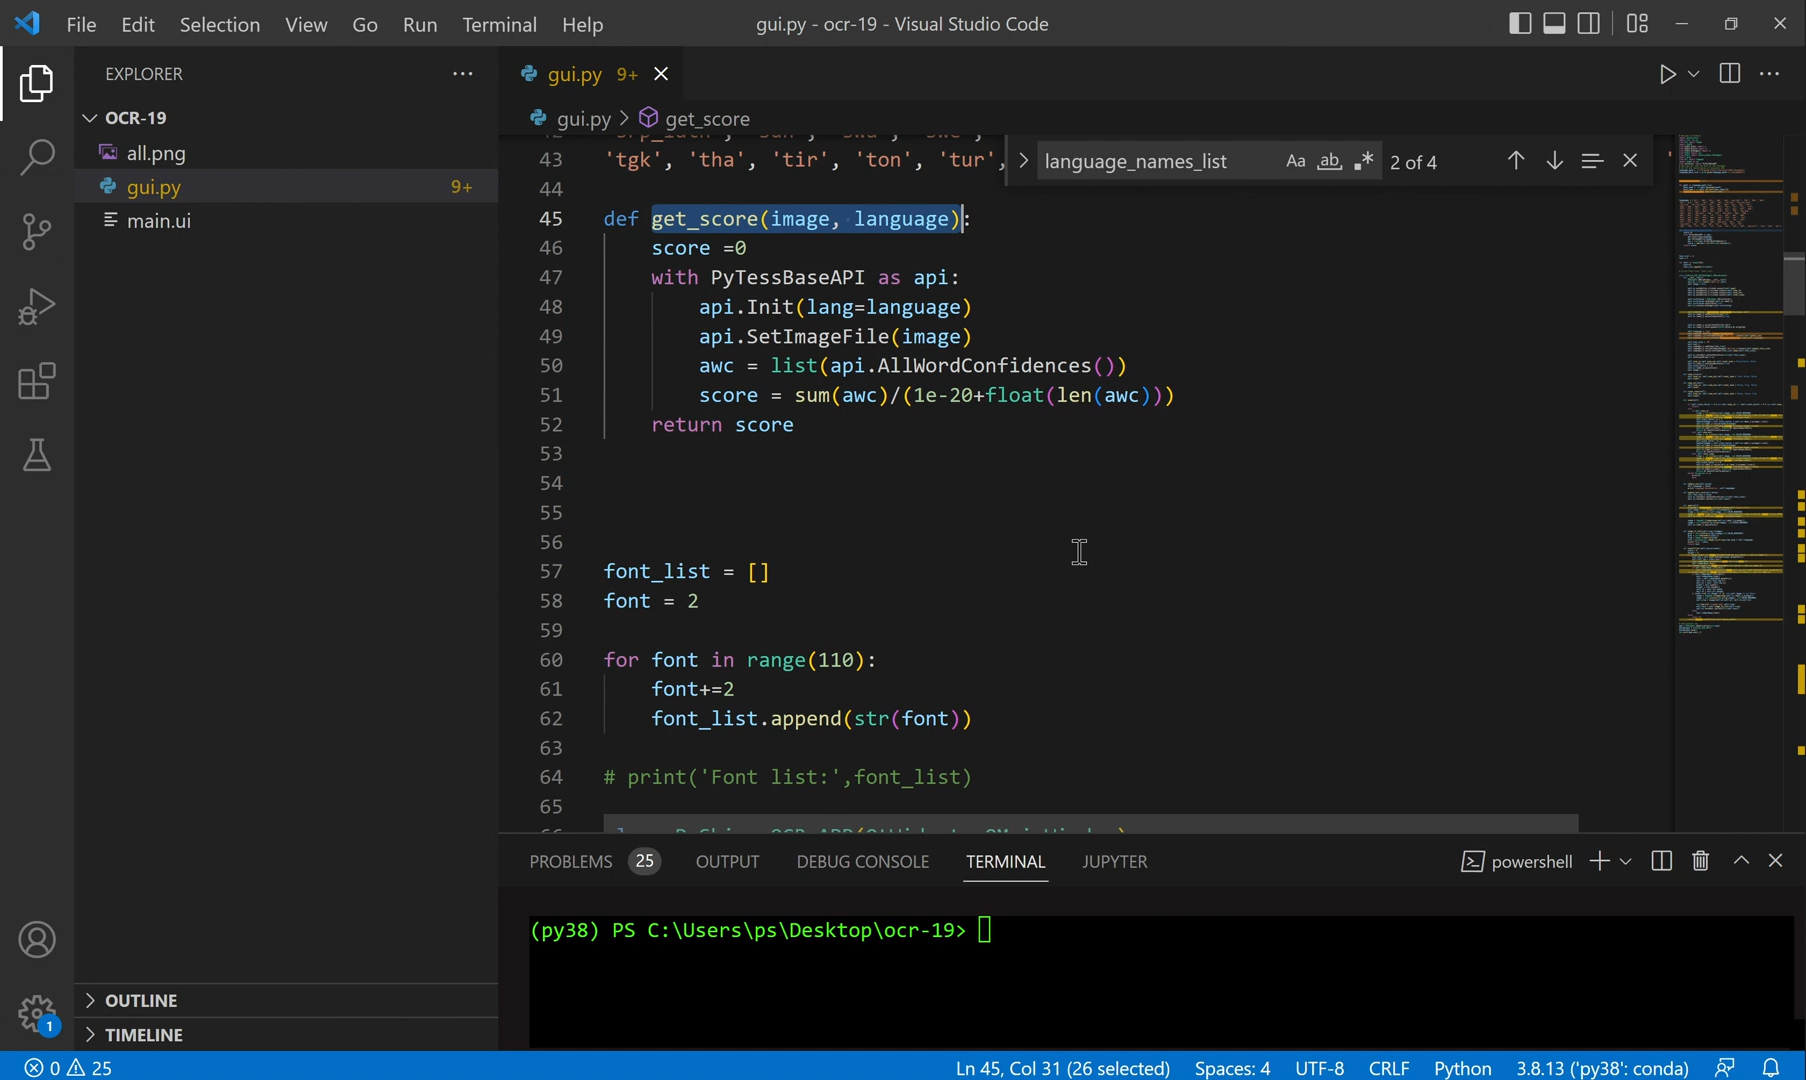 File Edit Selection View Go Run Terminal Help gui.py - ocr-19 - Visual Studio Code
EXPLORER
OCR-19
all.png
gui.py 9+
main.ui
OUTLINE
TIMELINE
gui.py 9+
gui.py > get_score
language_names_list Aa ab .* 2 of 4
43 'tgk', 'tha', 'tir', 'ton', 'tur',
44
45 def get_score(image, language):
46 score =0
47 with PyTessBaseAPI as api:
48 api.Init(lang=language)
49 api.SetImageFile(image)
50 awc = list(api.AllWordConfidences())
51 score = sum(awc)/(1e-20+float(len(awc)))
52 return score
53
54
55
56
57 font_list = []
58 font = 2
59
60 for font in range(110):
61 font+=2
62 font_list.append(str(font))
63
64 # print('Font list:',font_list)
65
PROBLEMS 25 OUTPUT DEBUG CONSOLE TERMINAL JUPYTER powershell
(py38) PS C:\Users\ps\Desktop\ocr-19>
1
0 25 Ln 45, Col 31 (26 selected) Spaces: 4 UTF-8 CRLF Python 3.8.13 ('py38': conda)